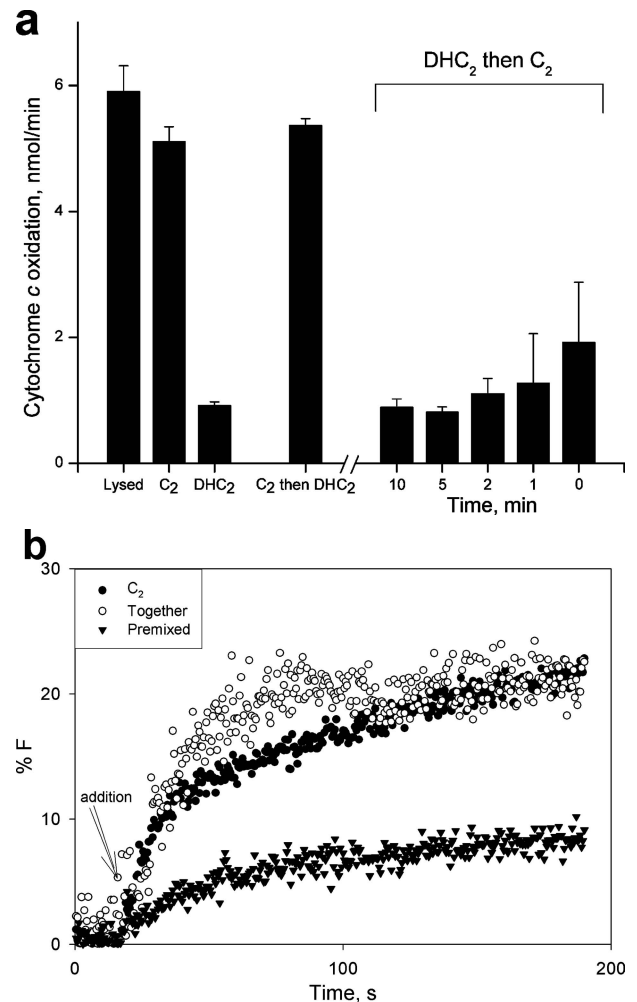 a
DHC₂ then C₂
Cytochrome c oxidation, nmol/min
6
4
2
0
Lysed C₂ DHC₂ C₂ then DHC₂ 10 5 2 1 0
Time, min
b
30
C₂
Together
Premixed
20
% F
addition
10
0
0 100 200
Time, s